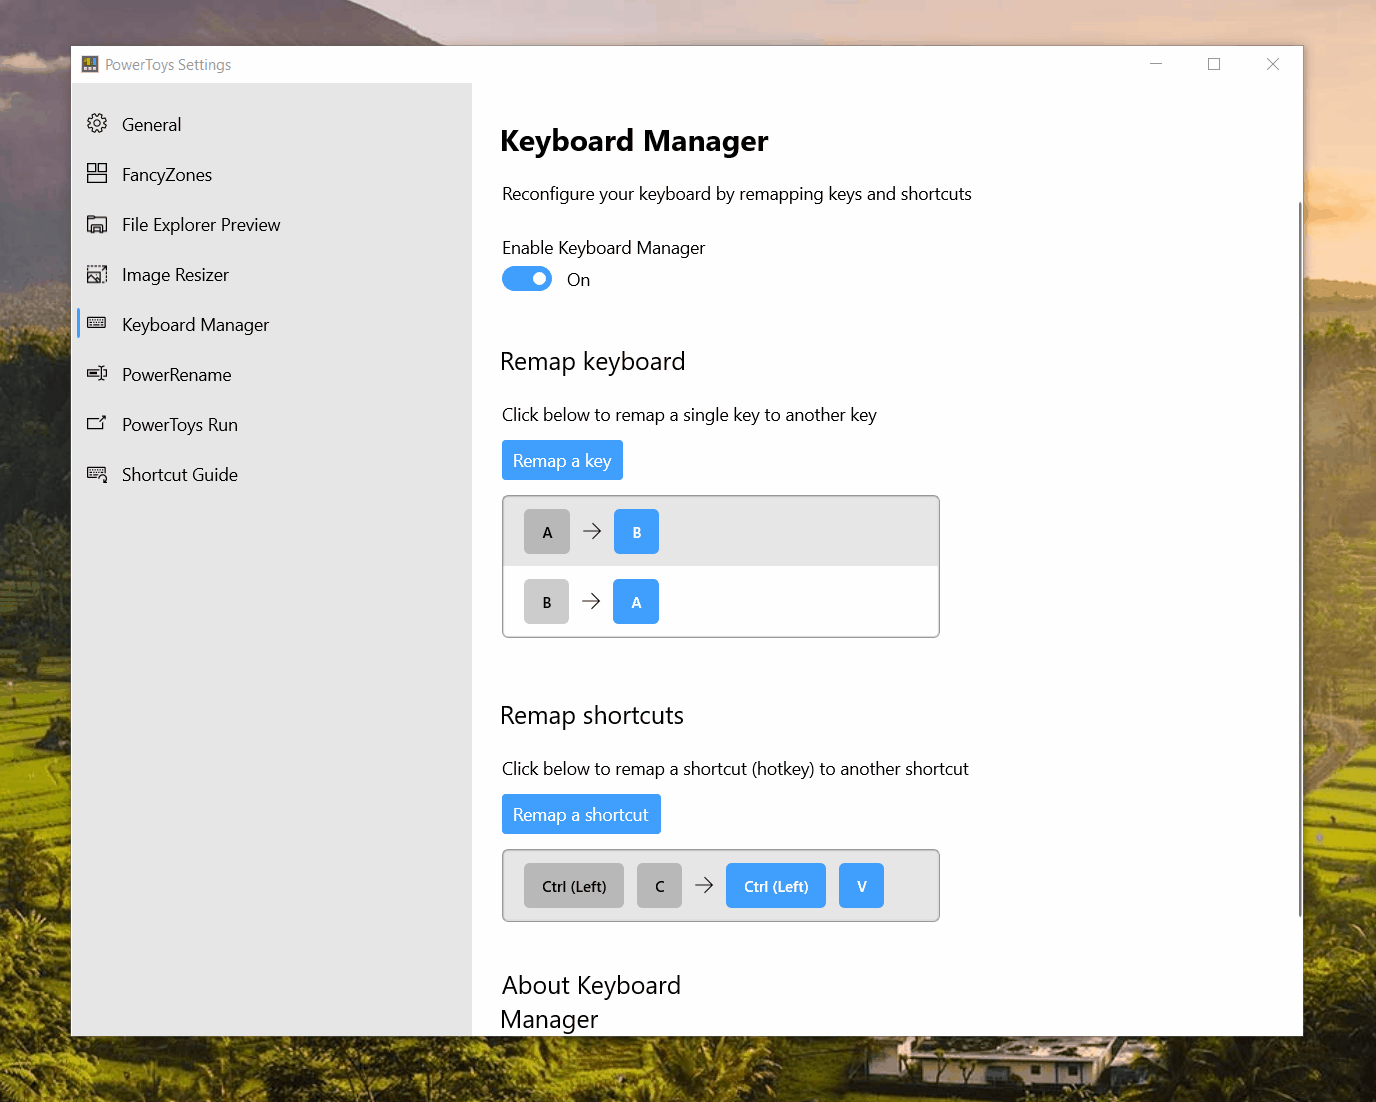 PowerToys Settings
General
FancyZones
File Explorer Preview
Image Resizer
Keyboard Manager
PowerRename
PowerToys Run
Shortcut Guide
Keyboard Manager
Reconfigure your keyboard by remapping keys and shortcuts
Enable Keyboard Manager
On
Remap keyboard
Click below to remap a single key to another key
Remap a key
A → B
B → A
Remap shortcuts
Click below to remap a shortcut (hotkey) to another shortcut
Remap a shortcut
Ctrl (Left) C → Ctrl (Left) V
About Keyboard
Manager